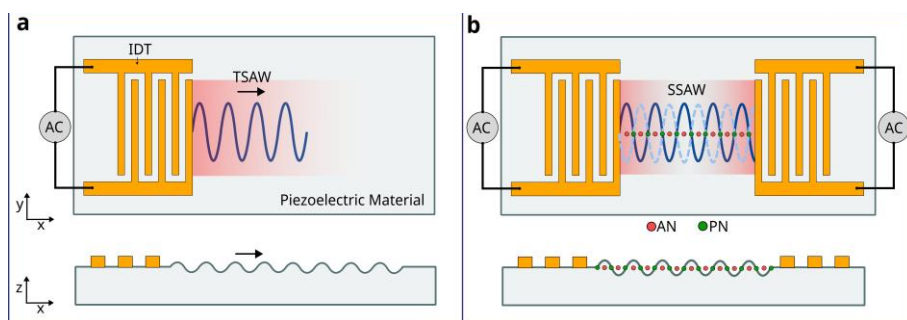 a
IDT
TSAW
AC
Piezoelectric Material
y
x
z
x
b
SSAW
AC
AC
AN
PN
y
x
z
x